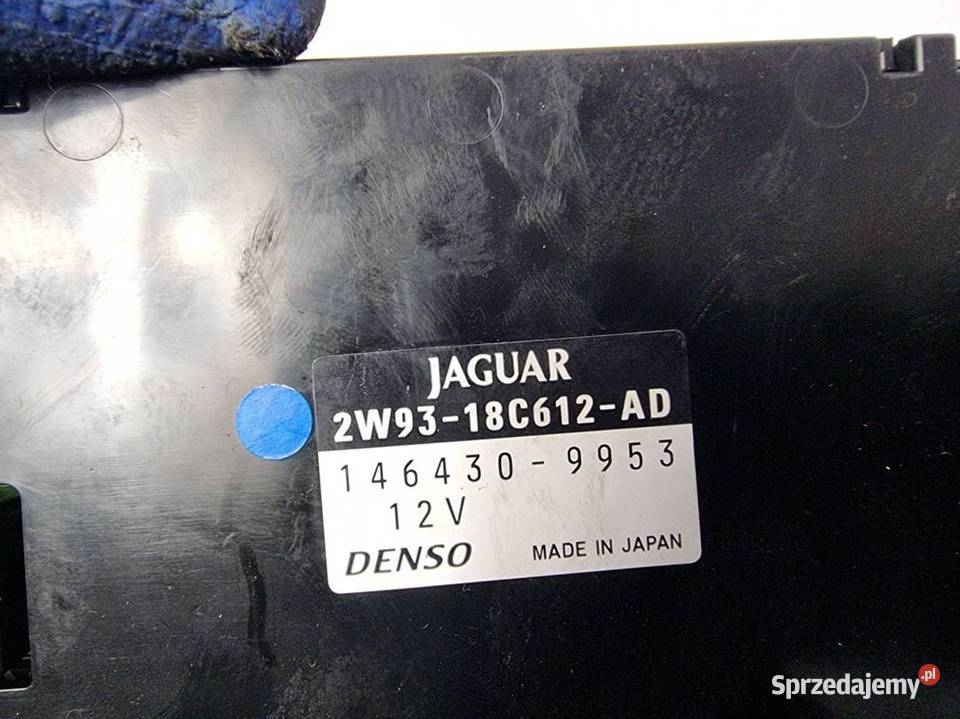 JAGUAR
2W93-18C612-AD
146430-9953
12V
DENSO MADE IN JAPAN
Sprzedajemy.pl